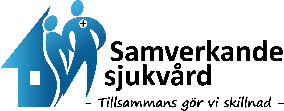 Samverkande
sjukvård
- Tillsammans gör vi skillnad -